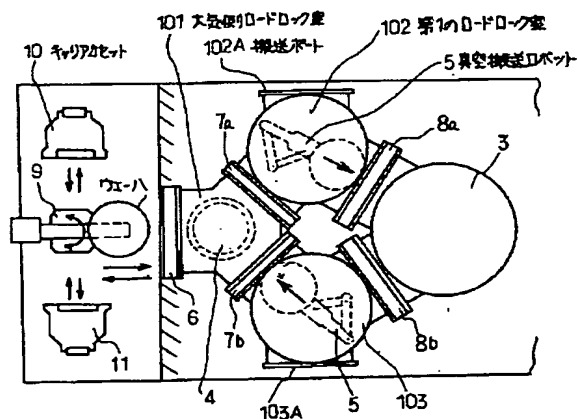 101 大気側ロードロック室
10 キャリアカセット
102A 搬送ポート
102 第1のロードロック室
5 真空搬送ロボット
7a
8a
3
9
ウェーハ
6
7b
8b
11
4
5
103
103A